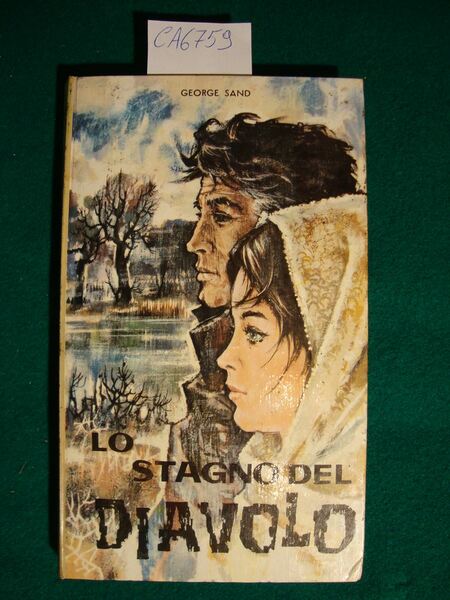 CA6759
GEORGE SAND
LO
STAGNO DEL
DIAVOLO